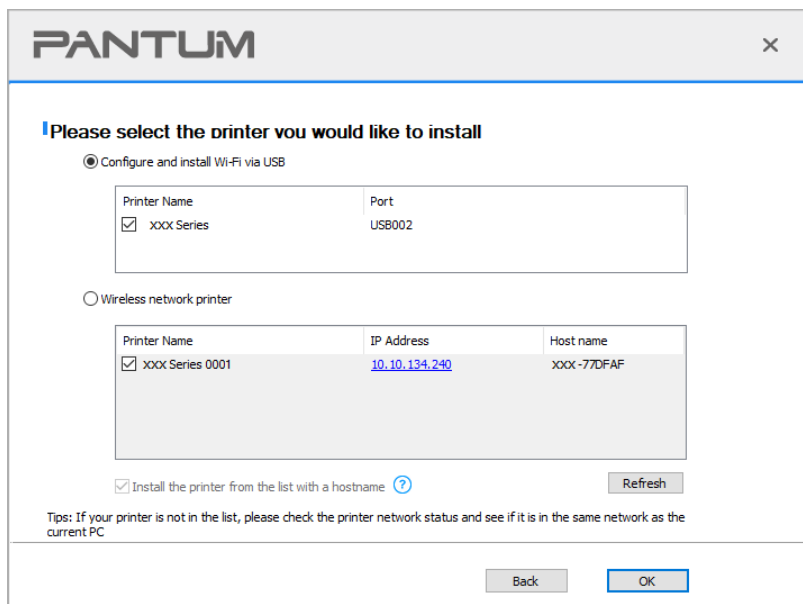 PANTUM
Please select the printer you would like to install
Configure and install Wi-Fi via USB
Printer Name Port
XXX Series USB002
Wireless network printer
Printer Name IP Address Host name
XXX Series 0001 10.10.134.240 XXX-77DFAF
Install the printer from the list with a hostname ?
Refresh
Tips: If your printer is not in the list, please check the printer network status and see if it is in the same network as the
current PC
Back OK